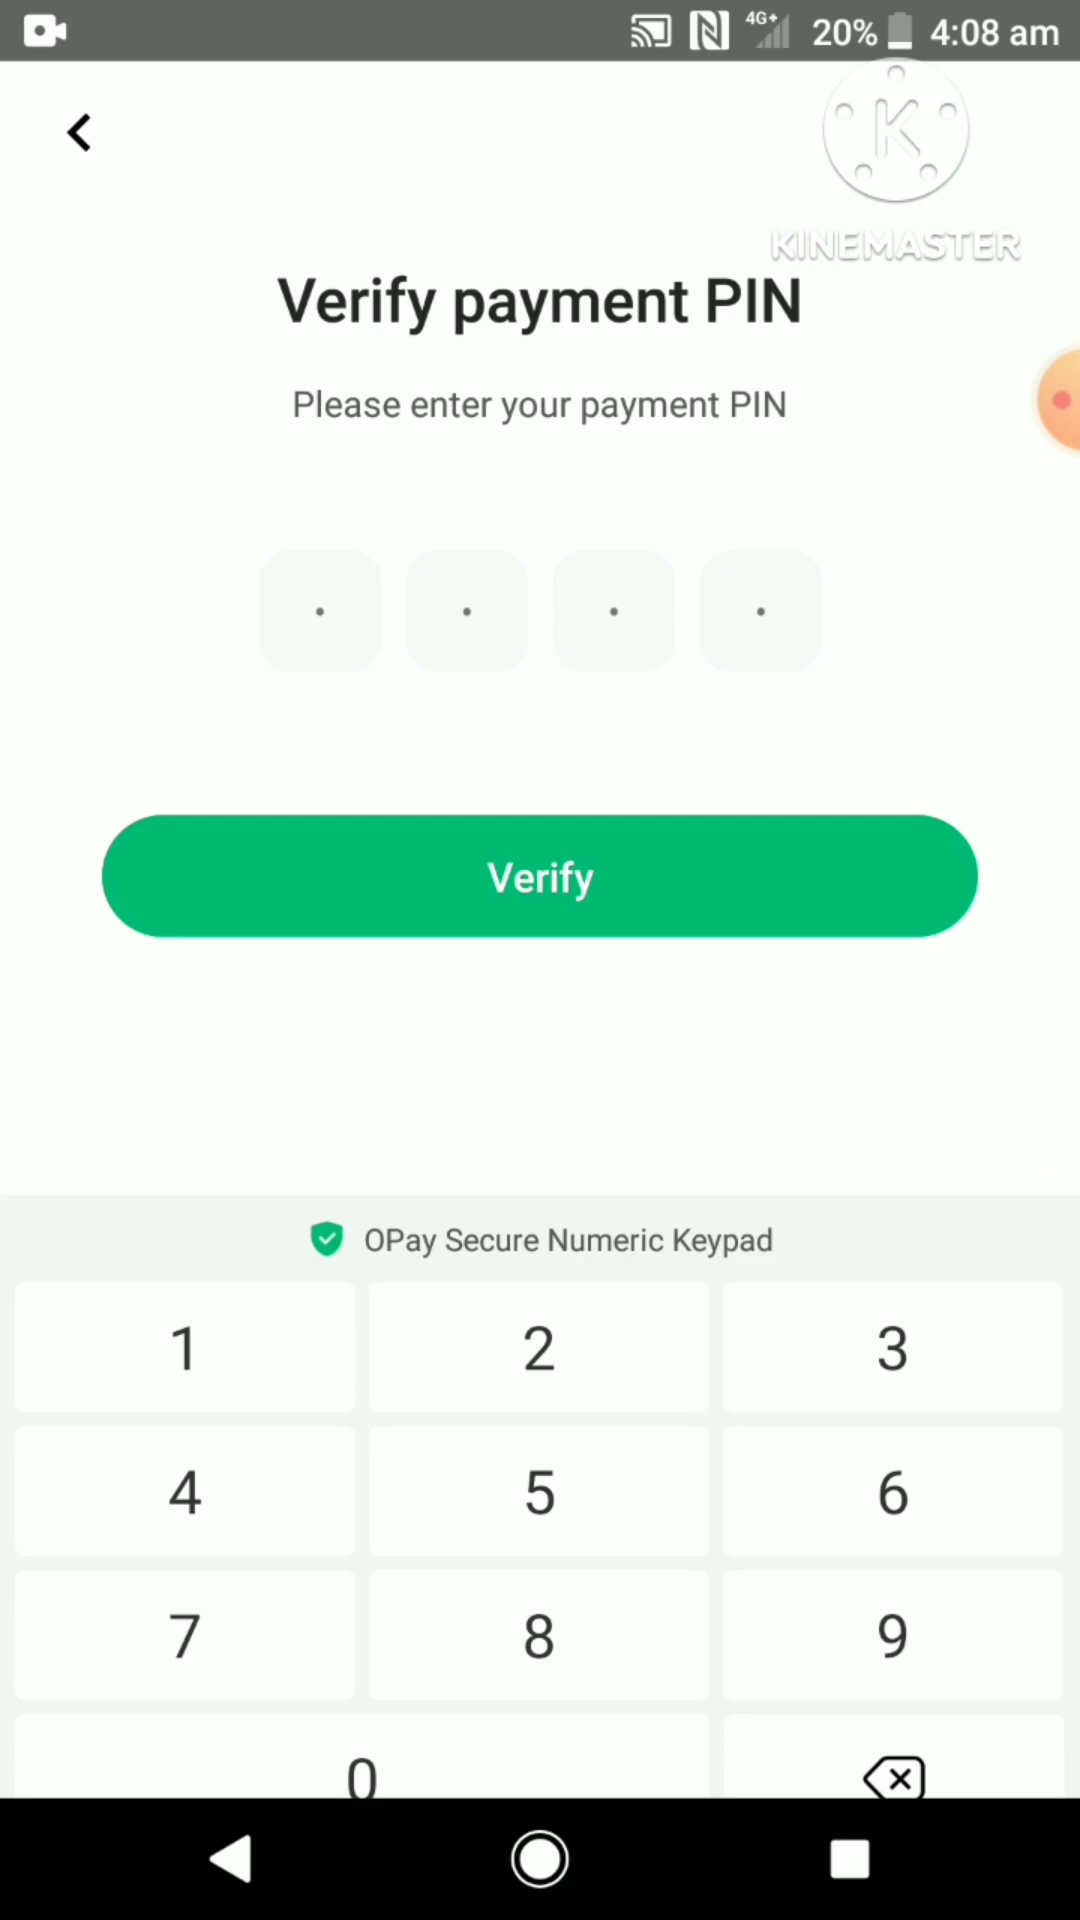 4G+ 20% 4:08 am
K
KINEMASTER
Verify payment PIN
Please enter your payment PIN
Verify
OPay Secure Numeric Keypad
1 2 3
4 5 6
7 8 9
0